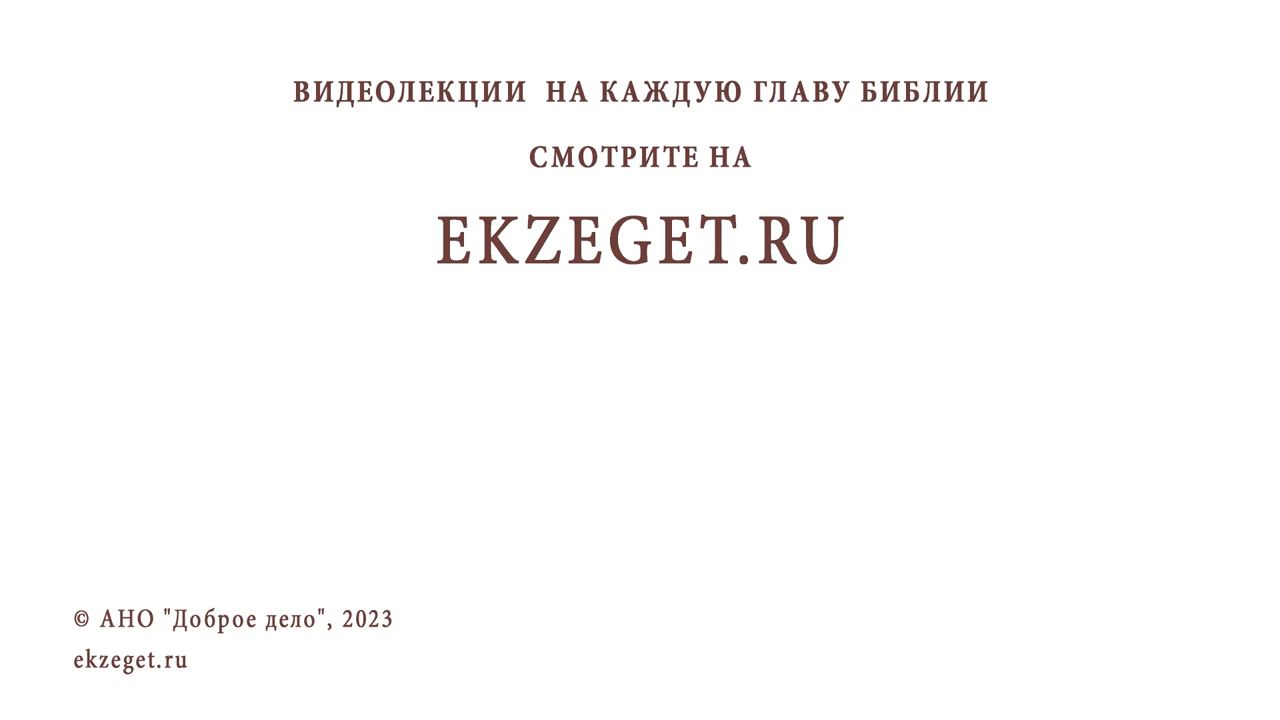 ВИДЕОЛЕКЦИИ НА КАЖДУЮ ГЛАВУ БИБЛИИ
СМОТРИТЕ НА
EKZEGET.RU
© АНО "Доброе дело", 2023
ekzeget.ru